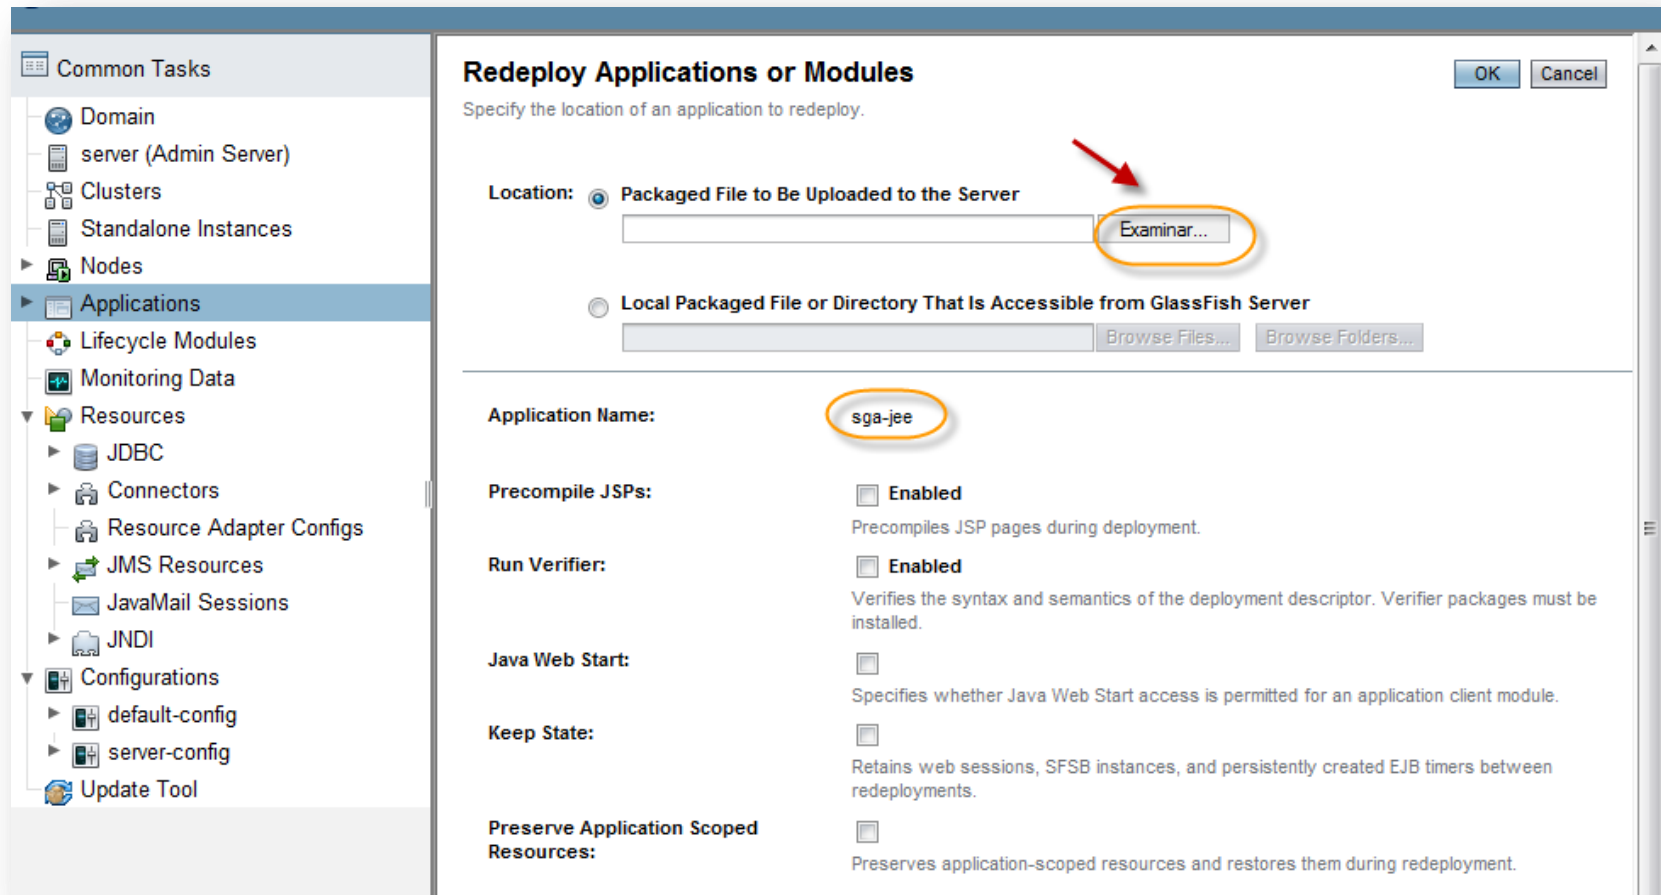 Common Tasks
Domain
server (Admin Server)
Clusters
Standalone Instances
Nodes
Applications
Lifecycle Modules
Monitoring Data
Resources
JDBC
Connectors
Resource Adapter Configs
JMS Resources
JavaMail Sessions
JNDI
Configurations
default-config
server-config
Update Tool
Redeploy Applications or Modules
OK
Cancel
Specify the location of an application to redeploy.
Location:
Packaged File to Be Uploaded to the Server
Examinar...
Local Packaged File or Directory That Is Accessible from GlassFish Server
Browse Files...
Browse Folders...
Application Name:
sga-jee
Precompile JSPs:
Enabled
Precompiles JSP pages during deployment.
Run Verifier:
Enabled
Verifies the syntax and semantics of the deployment descriptor. Verifier packages must be
installed.
Java Web Start:
Specifies whether Java Web Start access is permitted for an application client module.
Keep State:
Retains web sessions, SFSB instances, and persistently created EJB timers between
redeployments.
Preserve Application Scoped
Resources:
Preserves application-scoped resources and restores them during redeployment.